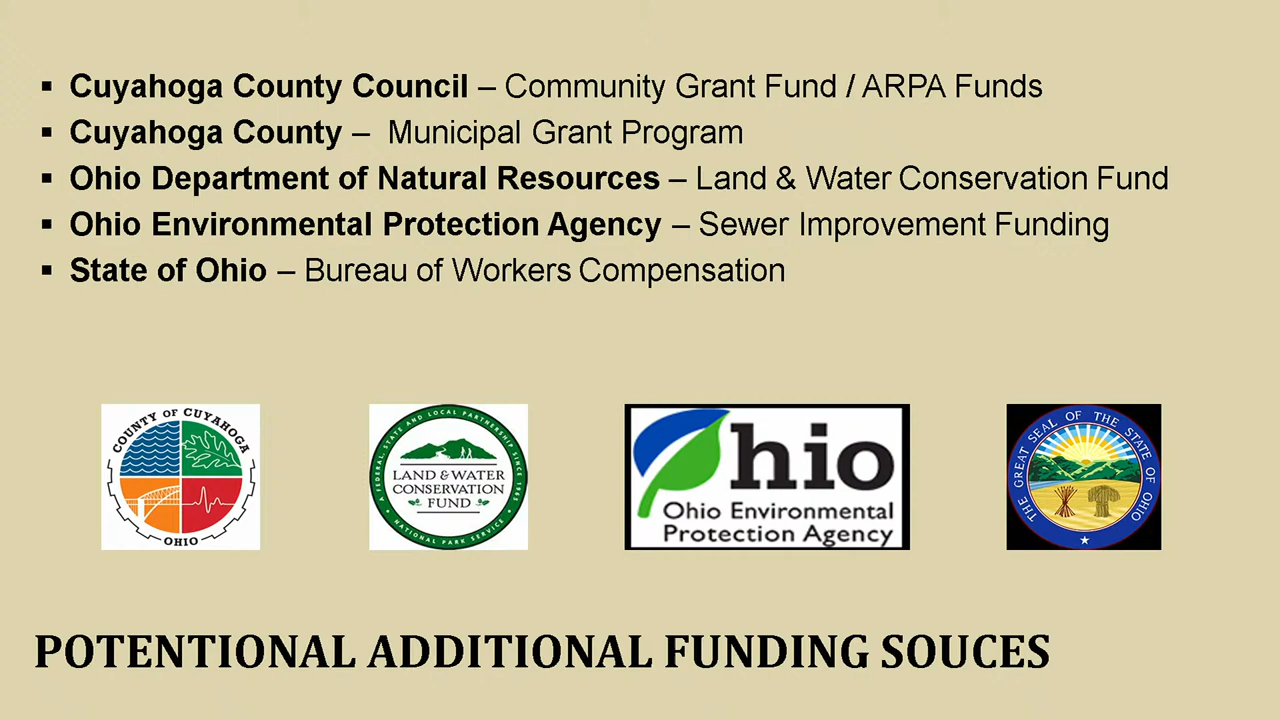 ▪ Cuyahoga County Council – Community Grant Fund / ARPA Funds
▪ Cuyahoga County – Municipal Grant Program
▪ Ohio Department of Natural Resources – Land & Water Conservation Fund
▪ Ohio Environmental Protection Agency – Sewer Improvement Funding
▪ State of Ohio – Bureau of Workers Compensation
COUNTY OF CUYAHOGA
OHIO
A FEDERAL, STATE AND LOCAL PARTNERSHIP SINCE 1965
LAND & WATER
CONSERVATION
FUND
NATIONAL PARK SERVICE
Ohio
Ohio Environmental
Protection Agency
THE GREAT SEAL OF THE STATE OF OHIO
POTENTIONAL ADDITIONAL FUNDING SOUCES